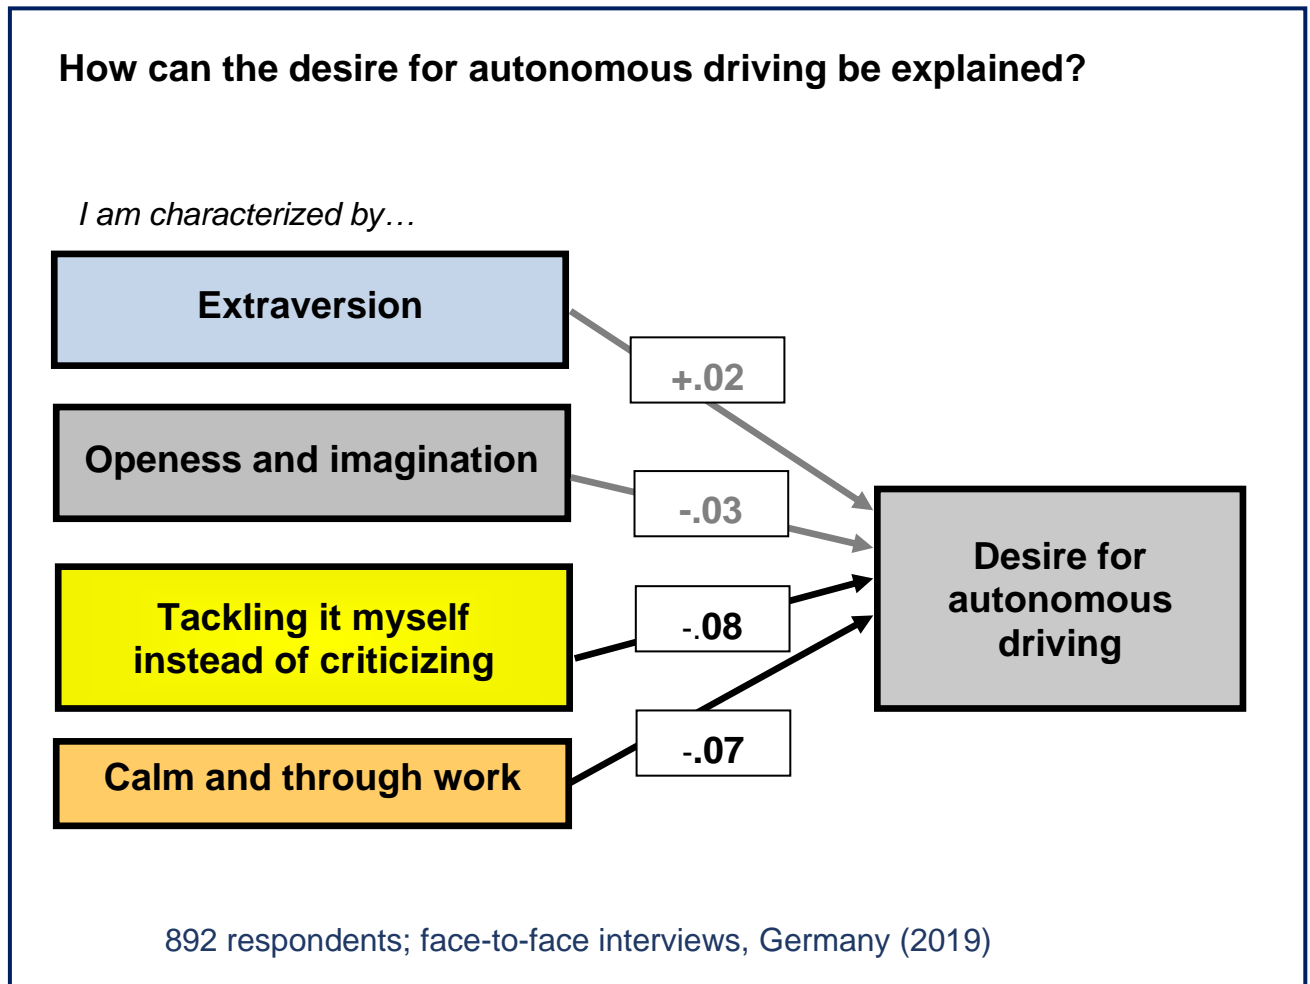 How can the desire for autonomous driving be explained?
I am characterized by…
Extraversion
+.02
Openess and imagination
-.03
Desire for
autonomous
driving
Tackling it myself
instead of criticizing
-.08
-.07
Calm and through work
892 respondents; face-to-face interviews, Germany (2019)